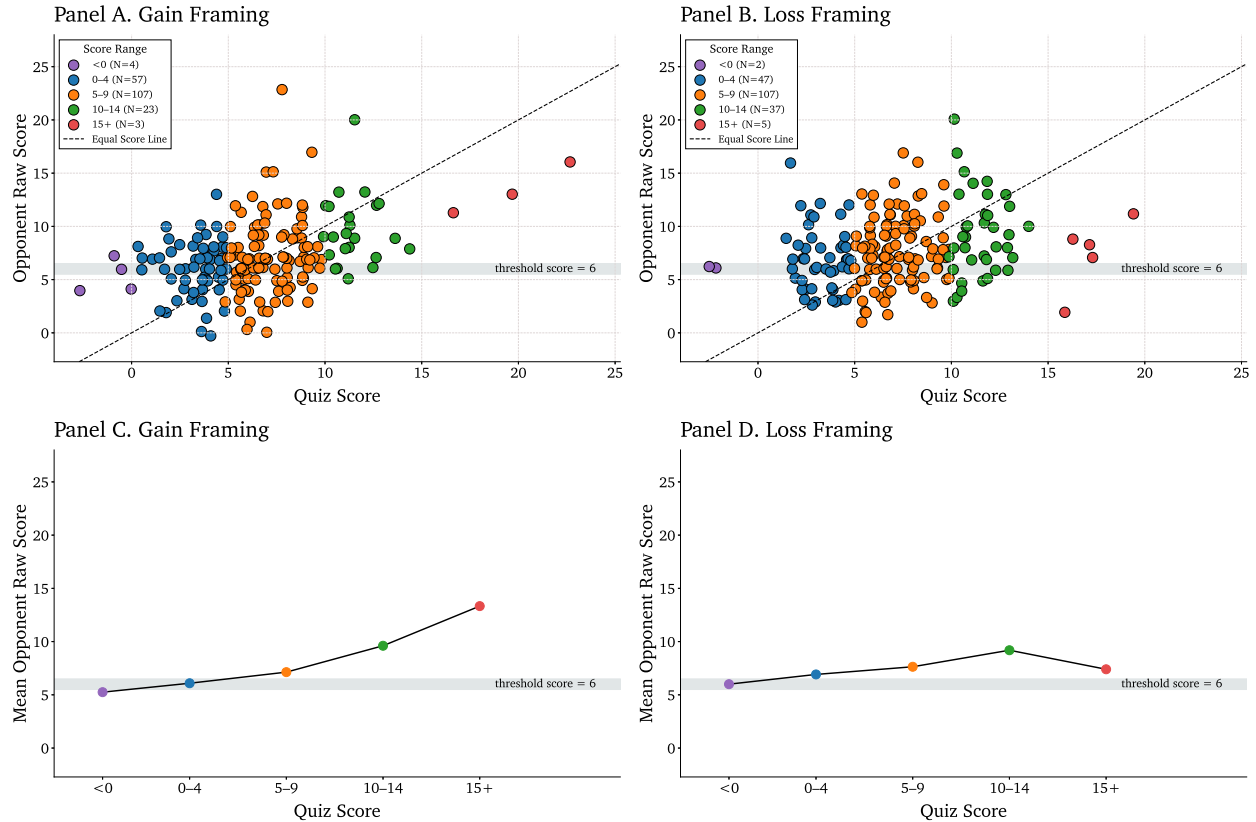 Panel A. Gain Framing
Opponent Raw Score
25
20
15
10
5
0
Score Range
<0 (N=4)
0–4 (N=57)
5–9 (N=107)
10–14 (N=23)
15+ (N=3)
Equal Score Line
threshold score = 6
0
5
10
15
20
25
Quiz Score
Panel B. Loss Framing
Opponent Raw Score
25
20
15
10
5
0
Score Range
<0 (N=2)
0–4 (N=47)
5–9 (N=107)
10–14 (N=37)
15+ (N=5)
Equal Score Line
threshold score = 6
0
5
10
15
20
25
Quiz Score
Panel C. Gain Framing
Mean Opponent Raw Score
25
20
15
10
5
0
threshold score = 6
<0
0–4
5–9
10–14
15+
Quiz Score
Panel D. Loss Framing
Mean Opponent Raw Score
25
20
15
10
5
0
threshold score = 6
<0
0–4
5–9
10–14
15+
Quiz Score